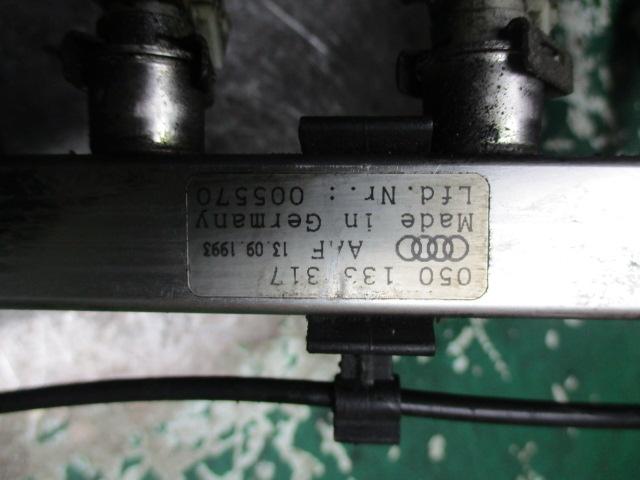 050 133 317
13.09.1993
Made in Germany
Lfd. Nr.: 005570